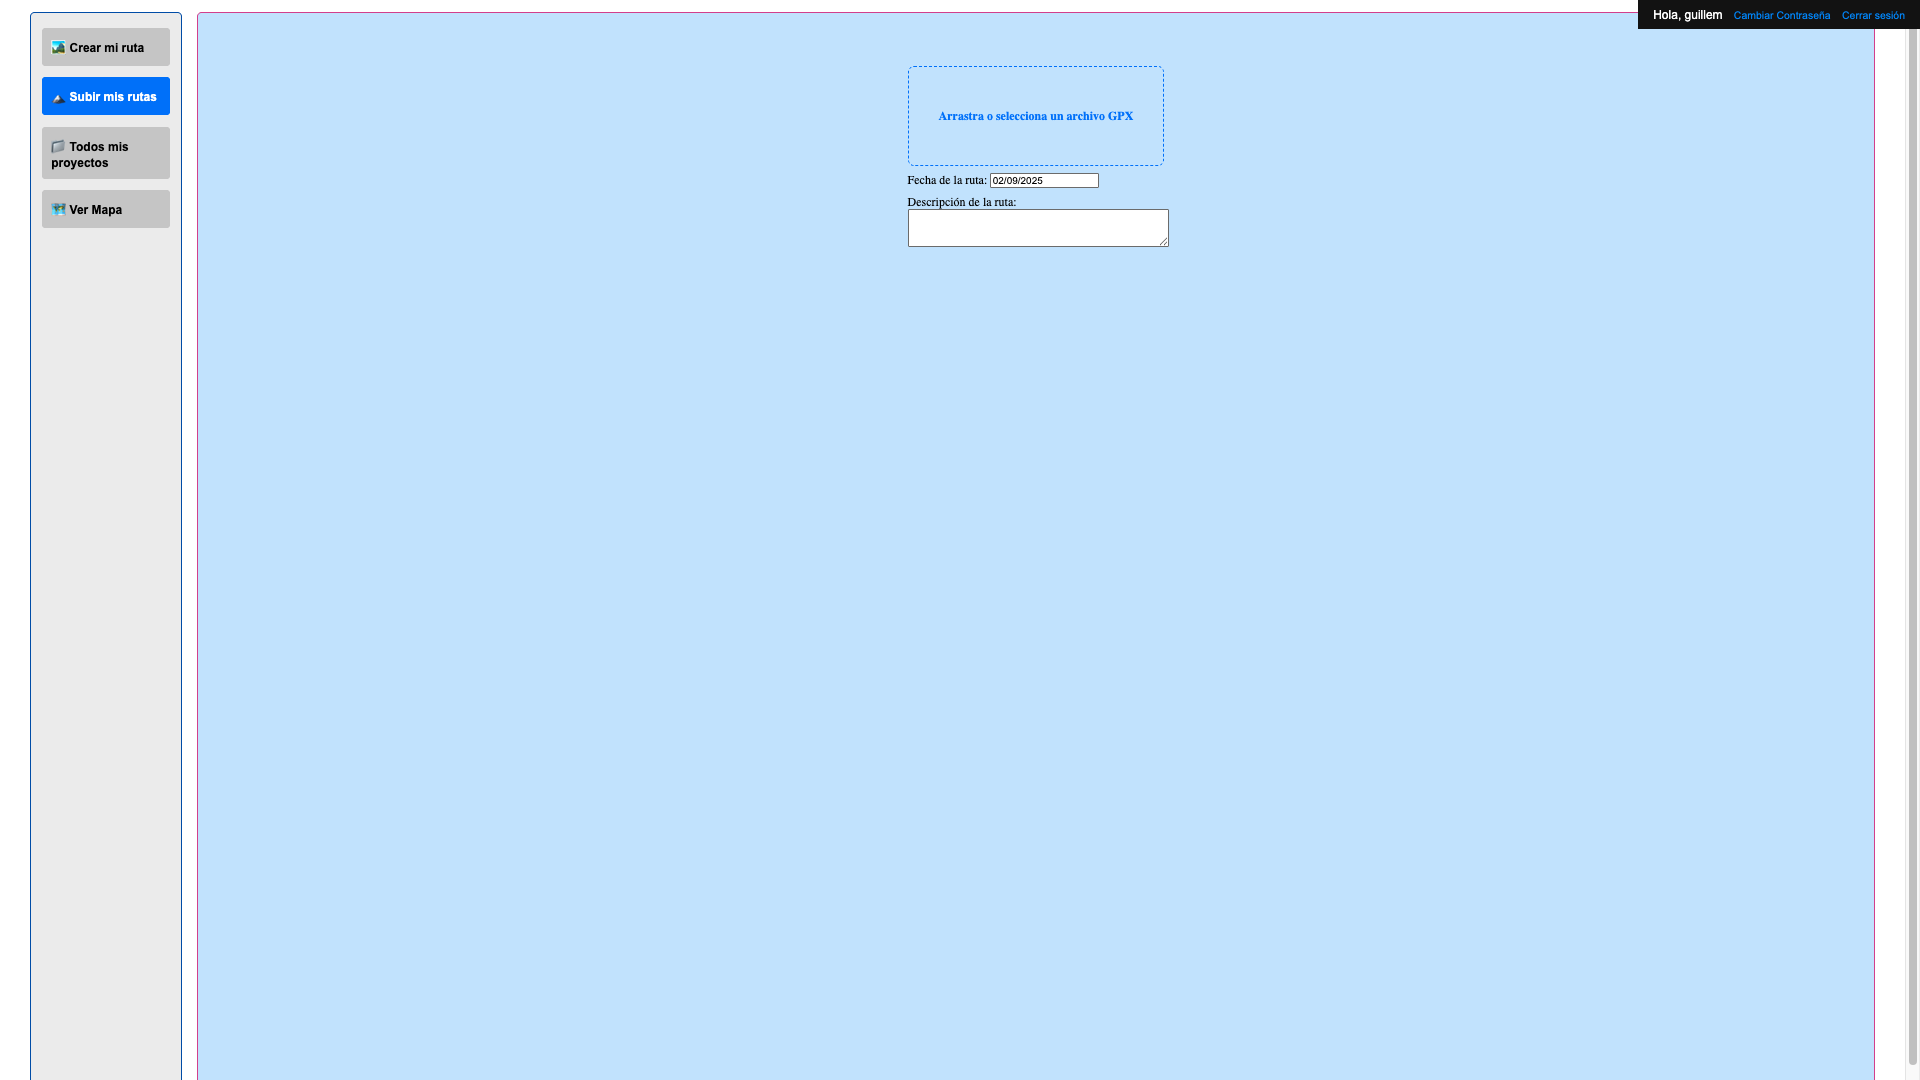 Hola, guillem Cambiar Contraseña Cerrar sesión
Crear mi ruta
Subir mis rutas
Todos mis
proyectos
Ver Mapa
Arrastra o selecciona un archivo GPX
Fecha de la ruta: 02/09/2025
Descripción de la ruta: